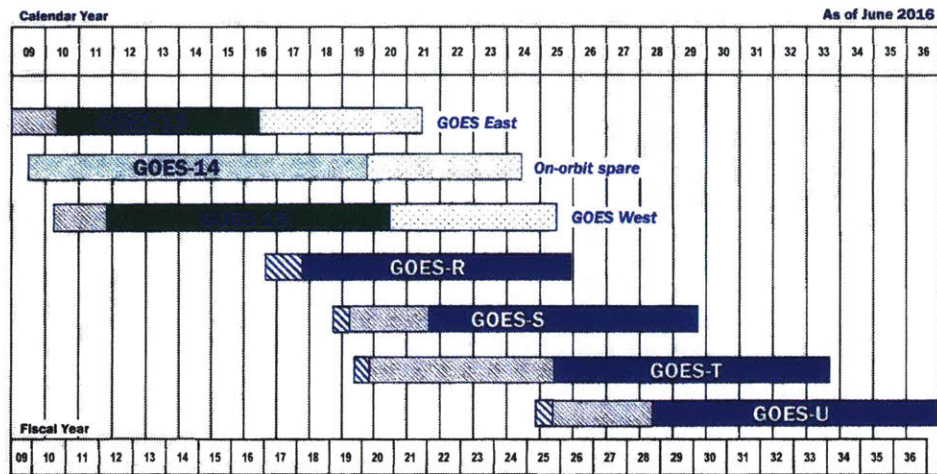 Calendar Year As of June 2016
09 10 11 12 13 14 15 16 17 18 19 20 21 22 23 24 25 26 27 28 29 30 31 32 33 34 35 36
GOES-13 GOES East
GOES-14 On-orbit spare
GOES-15 GOES West
GOES-R
GOES-S
GOES-T
GOES-U
Fiscal Year
09 10 11 12 13 14 15 16 17 18 19 20 21 22 23 24 25 26 27 28 29 30 31 32 33 34 35 36